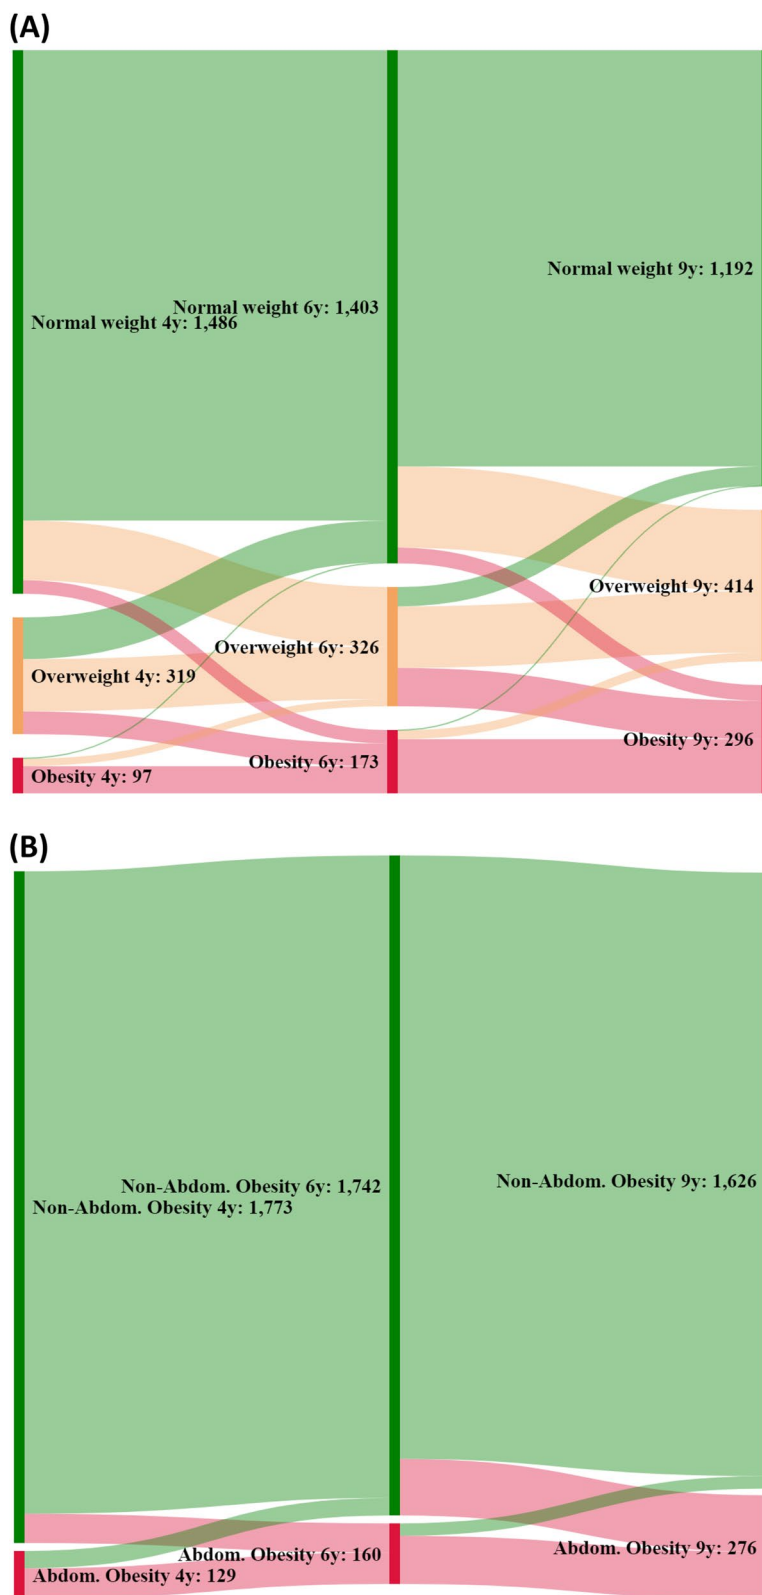 (A)
Normal weight 9y: 1,192
Normal weight 6y: 1,403
Normal weight 4y: 1,486
Overweight 9y: 414
Overweight 6y: 326
Overweight 4y: 319
Obesity 9y: 296
Obesity 6y: 173
Obesity 4y: 97
(B)
Non-Abdom. Obesity 9y: 1,626
Non-Abdom. Obesity 6y: 1,742
Non-Abdom. Obesity 4y: 1,773
Abdom. Obesity 9y: 276
Abdom. Obesity 6y: 160
Abdom. Obesity 4y: 129